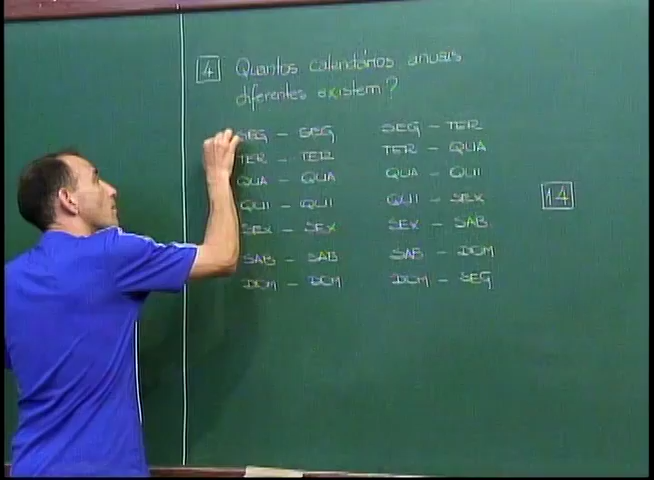 4 Quantos calendários anuais
diferentes existem?
SEG - SEG SEG - TER
TER - TER TER - QUA
QUA - QUA QUA - QUI
QUI - QUI QUI - SEX
SEX - SEX SEX - SAB
SAB - SAB SAB - DOM
DOM - DOM DOM - SEG
14